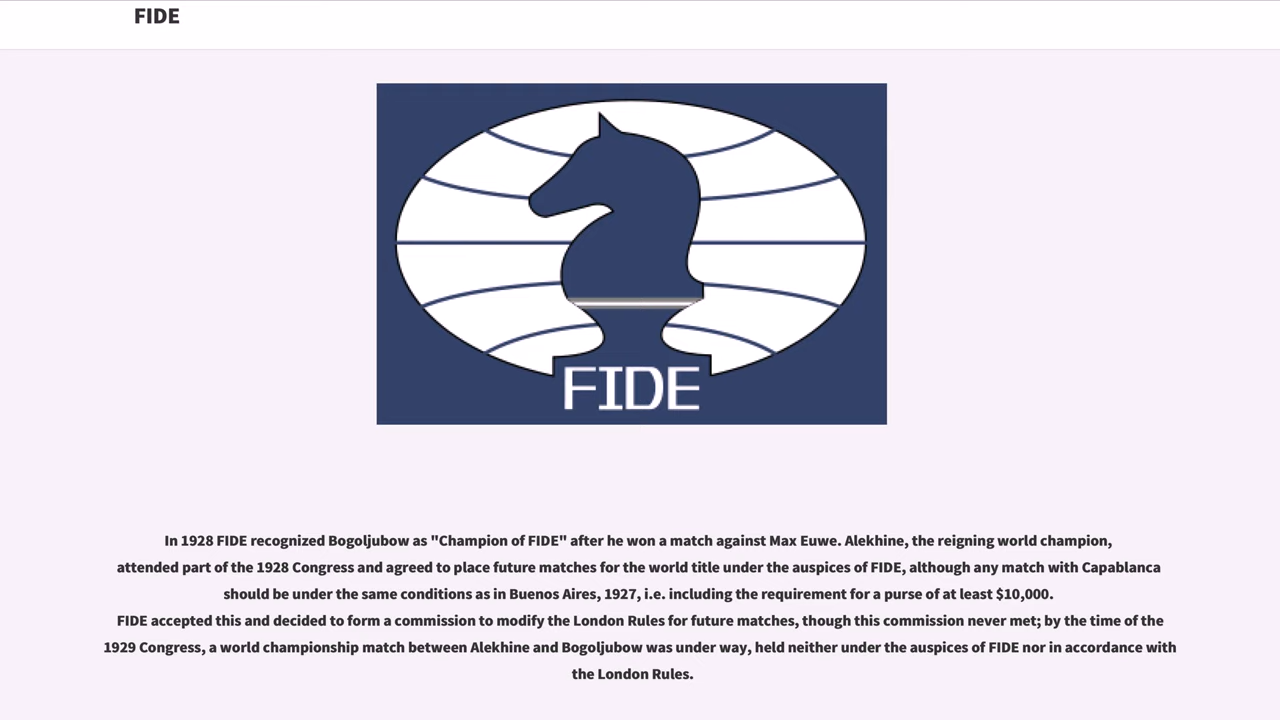 FIDE
FIDE
In 1928 FIDE recognized Bogoljubow as "Champion of FIDE" after he won a match against Max Euwe. Alekhine, the reigning world champion,
attended part of the 1928 Congress and agreed to place future matches for the world title under the auspices of FIDE, although any match with Capablanca
should be under the same conditions as in Buenos Aires, 1927, i.e. including the requirement for a purse of at least $10,000.
FIDE accepted this and decided to form a commission to modify the London Rules for future matches, though this commission never met; by the time of the
1929 Congress, a world championship match between Alekhine and Bogoljubow was under way, held neither under the auspices of FIDE nor in accordance with
the London Rules.